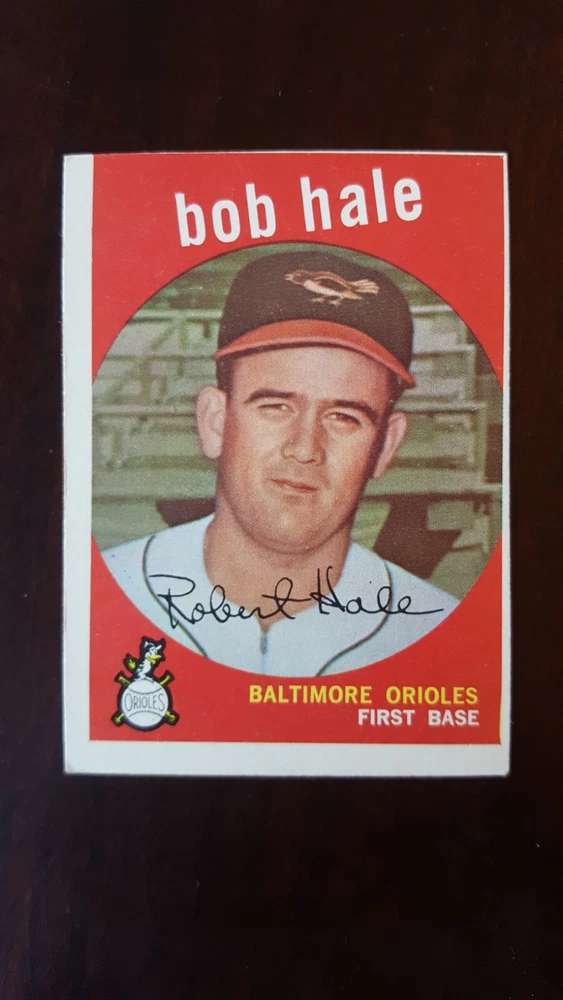 bob hale
Robert Hale
ORIOLES
BALTIMORE ORIOLES
FIRST BASE